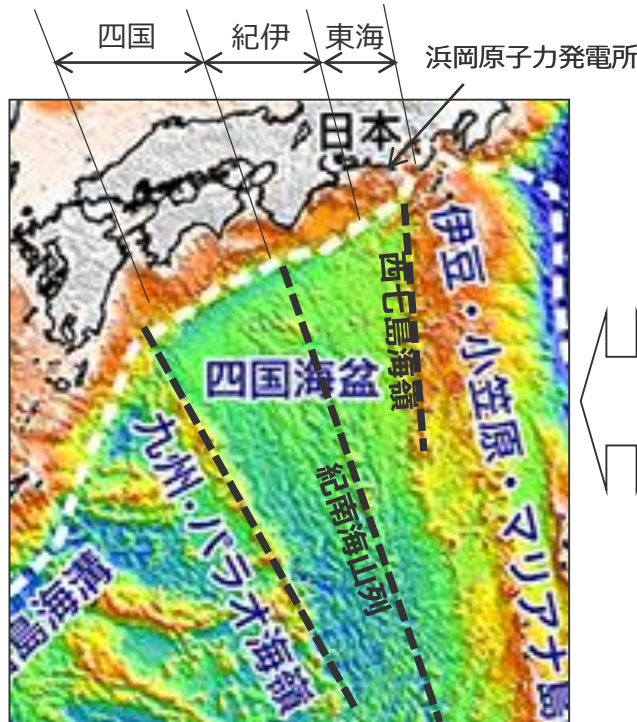 四国
紀伊
東海
浜岡原子力発電所
日本
伊豆・小笠原・マリアナ島
西七島海嶺
四国海盆
紀南海山列
九州・パラオ海嶺